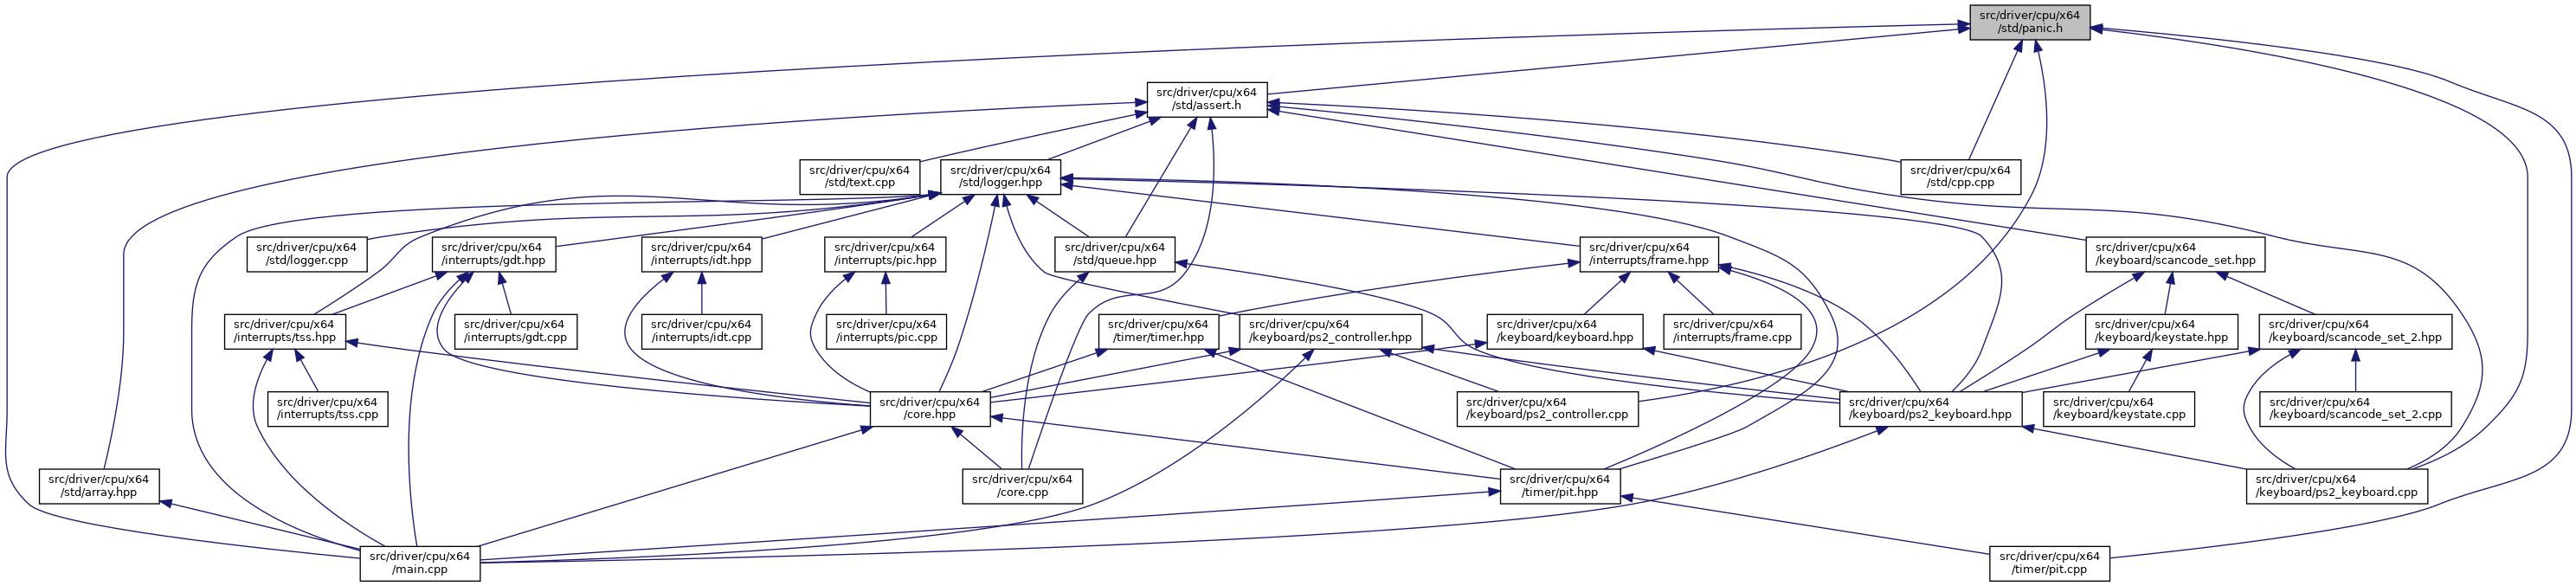 src/driver/cpu/x64
/std/panic.h
src/driver/cpu/x64
/std/assert.h
src/driver/cpu/x64
/std/text.cpp
src/driver/cpu/x64
/std/logger.hpp
src/driver/cpu/x64
/std/cpp.cpp
src/driver/cpu/x64
/std/logger.cpp
src/driver/cpu/x64
/interrupts/gdt.hpp
src/driver/cpu/x64
/interrupts/idt.hpp
src/driver/cpu/x64
/interrupts/pic.hpp
src/driver/cpu/x64
/std/queue.hpp
src/driver/cpu/x64
/interrupts/frame.hpp
src/driver/cpu/x64
/keyboard/scancode_set.hpp
src/driver/cpu/x64
/interrupts/tss.hpp
src/driver/cpu/x64
/interrupts/gdt.cpp
src/driver/cpu/x64
/interrupts/idt.cpp
src/driver/cpu/x64
/interrupts/pic.cpp
src/driver/cpu/x64
/timer/timer.hpp
src/driver/cpu/x64
/keyboard/ps2_controller.hpp
src/driver/cpu/x64
/keyboard/keyboard.hpp
src/driver/cpu/x64
/interrupts/frame.cpp
src/driver/cpu/x64
/keyboard/keystate.hpp
src/driver/cpu/x64
/keyboard/scancode_set_2.hpp
src/driver/cpu/x64
/interrupts/tss.cpp
src/driver/cpu/x64
/core.hpp
src/driver/cpu/x64
/keyboard/ps2_controller.cpp
src/driver/cpu/x64
/keyboard/ps2_keyboard.hpp
src/driver/cpu/x64
/keyboard/keystate.cpp
src/driver/cpu/x64
/keyboard/scancode_set_2.cpp
src/driver/cpu/x64
/std/array.hpp
src/driver/cpu/x64
/core.cpp
src/driver/cpu/x64
/timer/pit.hpp
src/driver/cpu/x64
/keyboard/ps2_keyboard.cpp
src/driver/cpu/x64
/main.cpp
src/driver/cpu/x64
/timer/pit.cpp